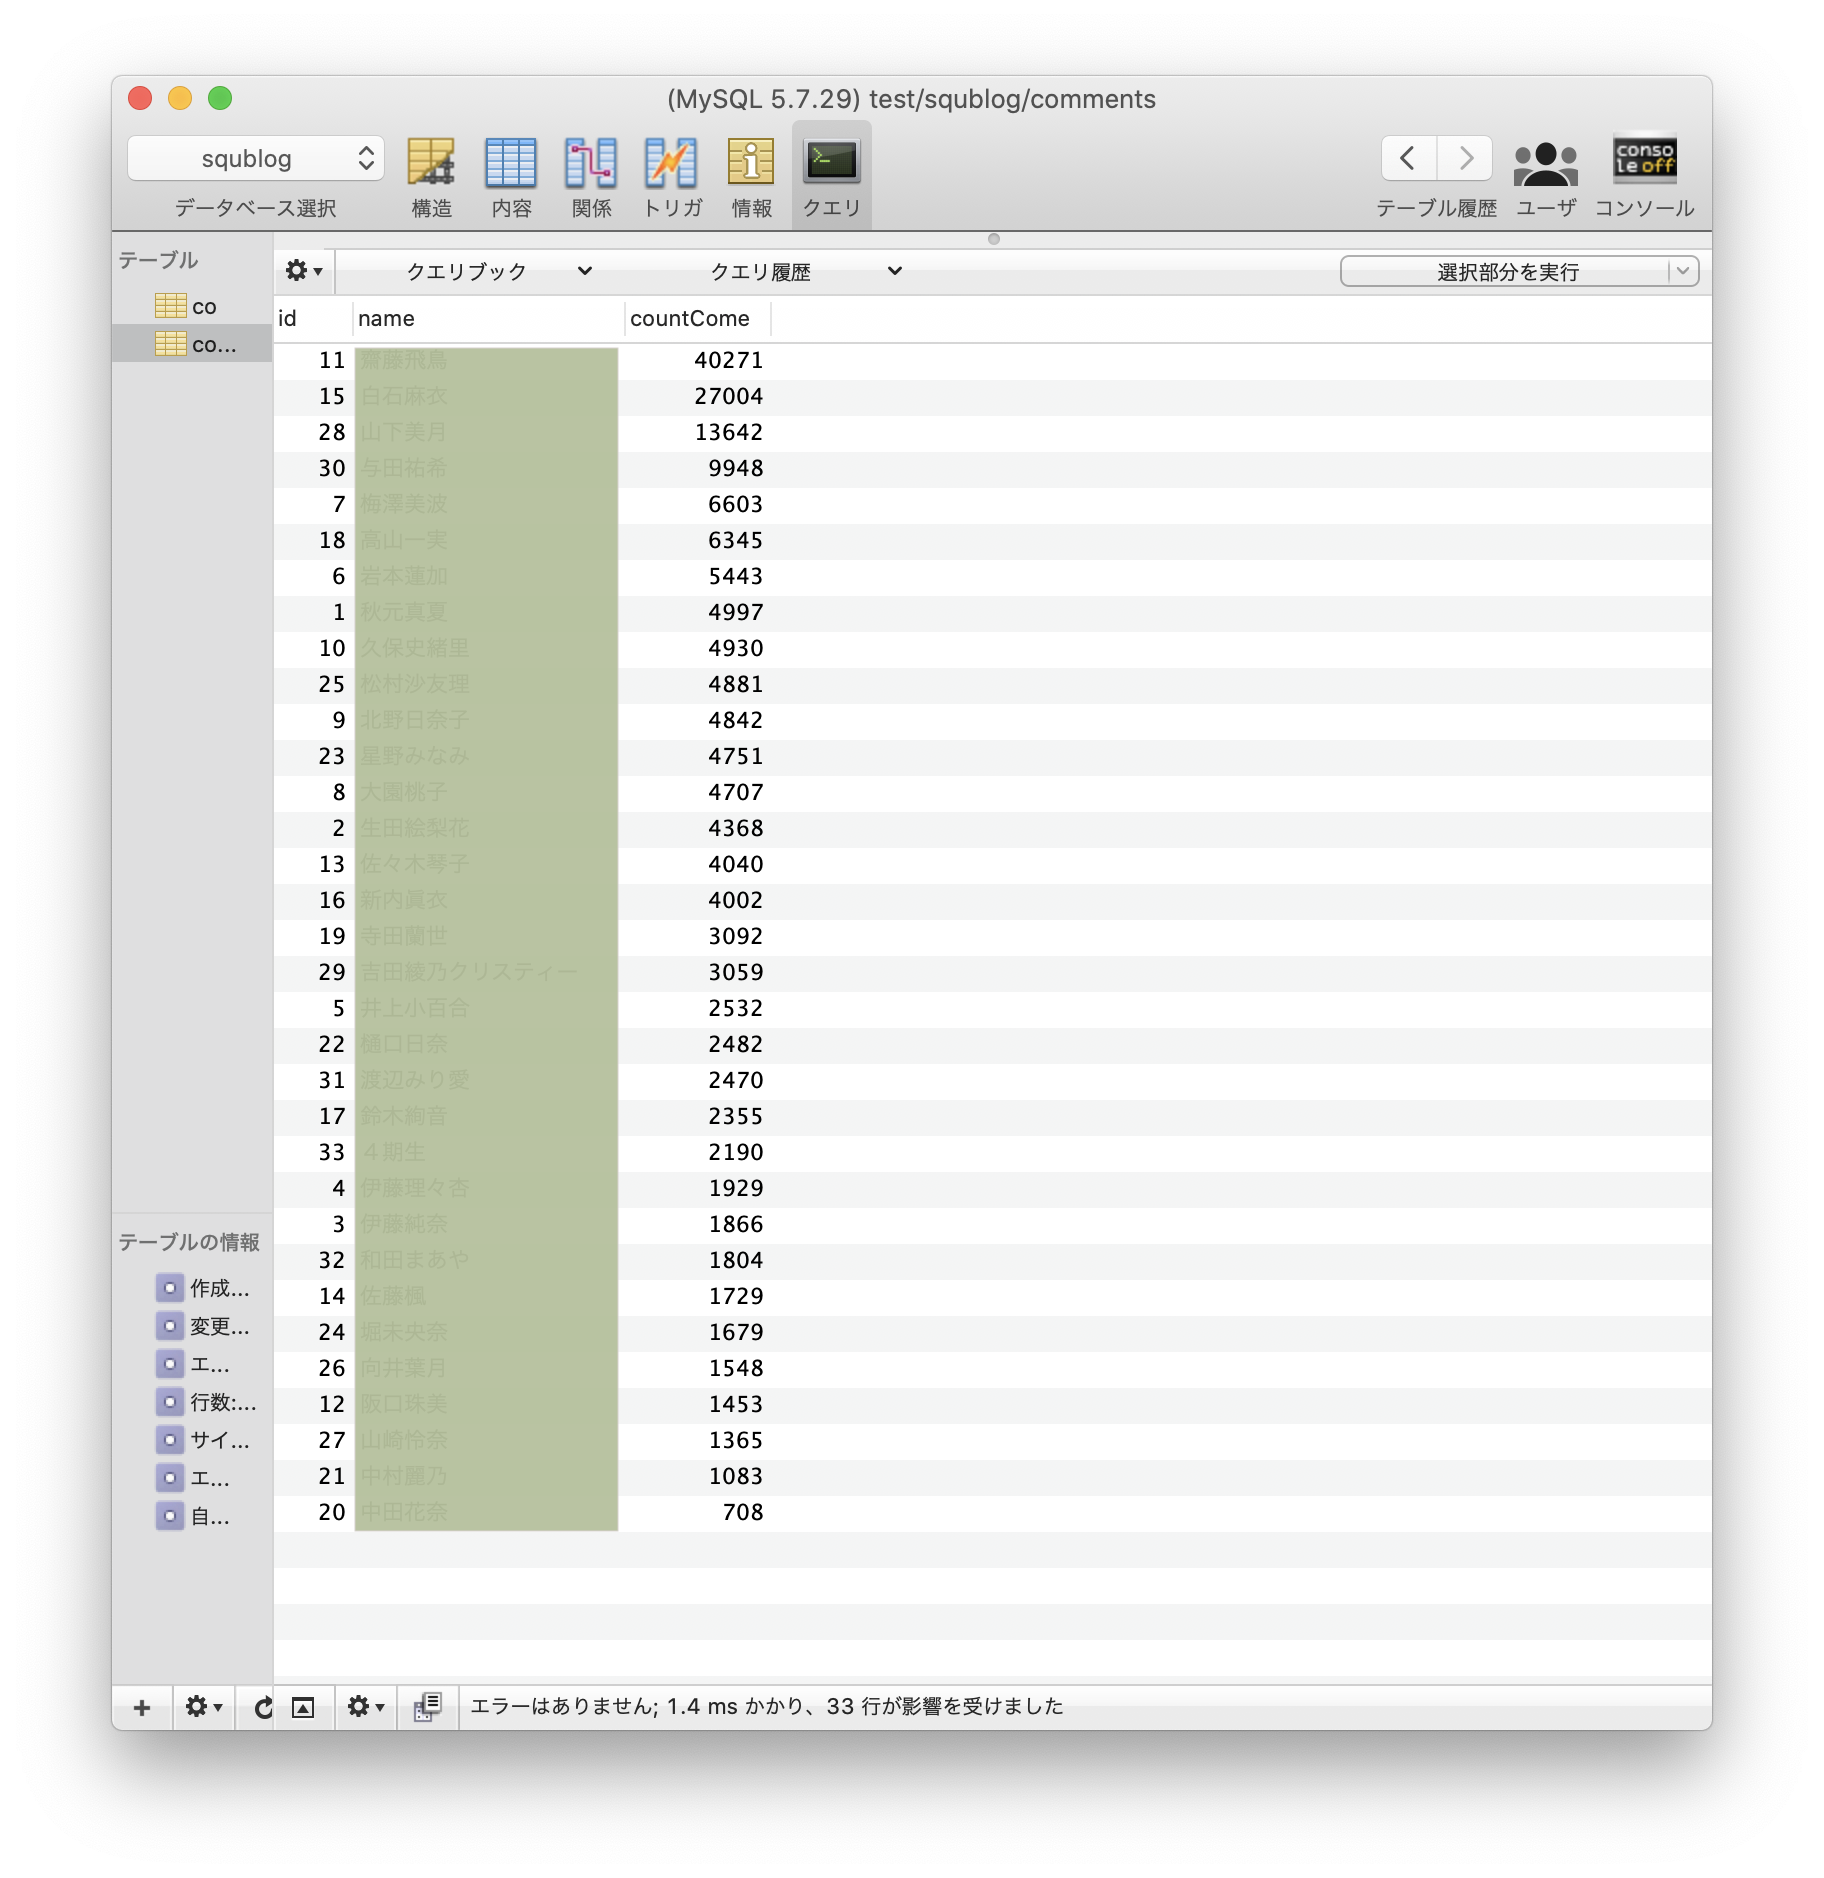 (MySQL 5.7.29) test/squblog/comments
squblog
conso
le off
データベース選択 構造 内容 関係 トリガ 情報 クエリ テーブル履歴 ユーザ コンソール
テーブル
co
co...
クエリブック クエリ履歴 選択部分を実行
id name countCome
11 齋藤飛鳥 40271
15 白石麻衣 27004
28 山下美月 13642
30 与田祐希 9948
7 梅澤美波 6603
18 高山一実 6345
6 岩本蓮加 5443
1 秋元真夏 4997
10 久保史緒里 4930
25 松村沙友理 4881
9 北野日奈子 4842
23 星野みなみ 4751
8 大園桃子 4707
2 生田絵梨花 4368
13 佐々木琴子 4040
16 新内眞衣 4002
19 寺田蘭世 3092
29 吉田綾乃クリスティー 3059
5 井上小百合 2532
22 樋口日奈 2482
31 渡辺みり愛 2470
17 鈴木絢音 2355
33 ４期生 2190
4 伊藤理々杏 1929
3 伊藤純奈 1866
32 和田まあや 1804
14 佐藤楓 1729
24 堀未央奈 1679
26 向井葉月 1548
12 阪口珠美 1453
27 山崎怜奈 1365
21 中村麗乃 1083
20 中田花奈 708
テーブルの情報
作成...
変更...
エ...
行数:...
サイ...
エ...
自...
エラーはありません; 1.4 ms かかり、33 行が影響を受けました